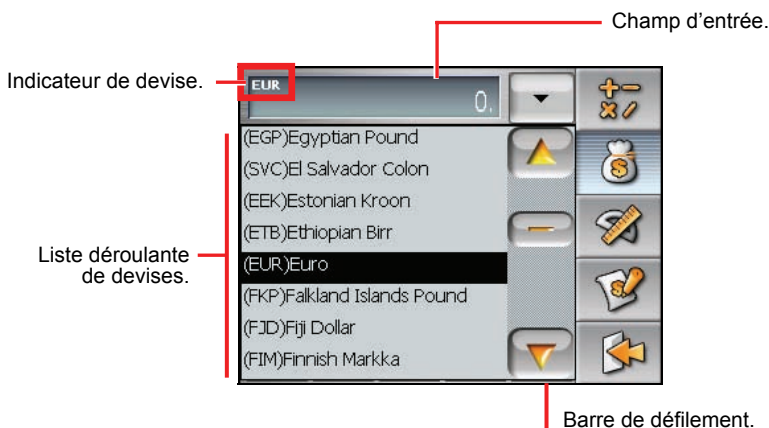 Champ d'entrée.
Indicateur de devise.
EUR
0.
(EGP)Egyptian Pound
(SVC)El Salvador Colon
(EEK)Estonian Kroon
(ETB)Ethiopian Birr
Liste déroulante
de devises.
(EUR)Euro
(FKP)Falkland Islands Pound
(FJD)Fiji Dollar
(FIM)Finnish Markka
Barre de défilement.